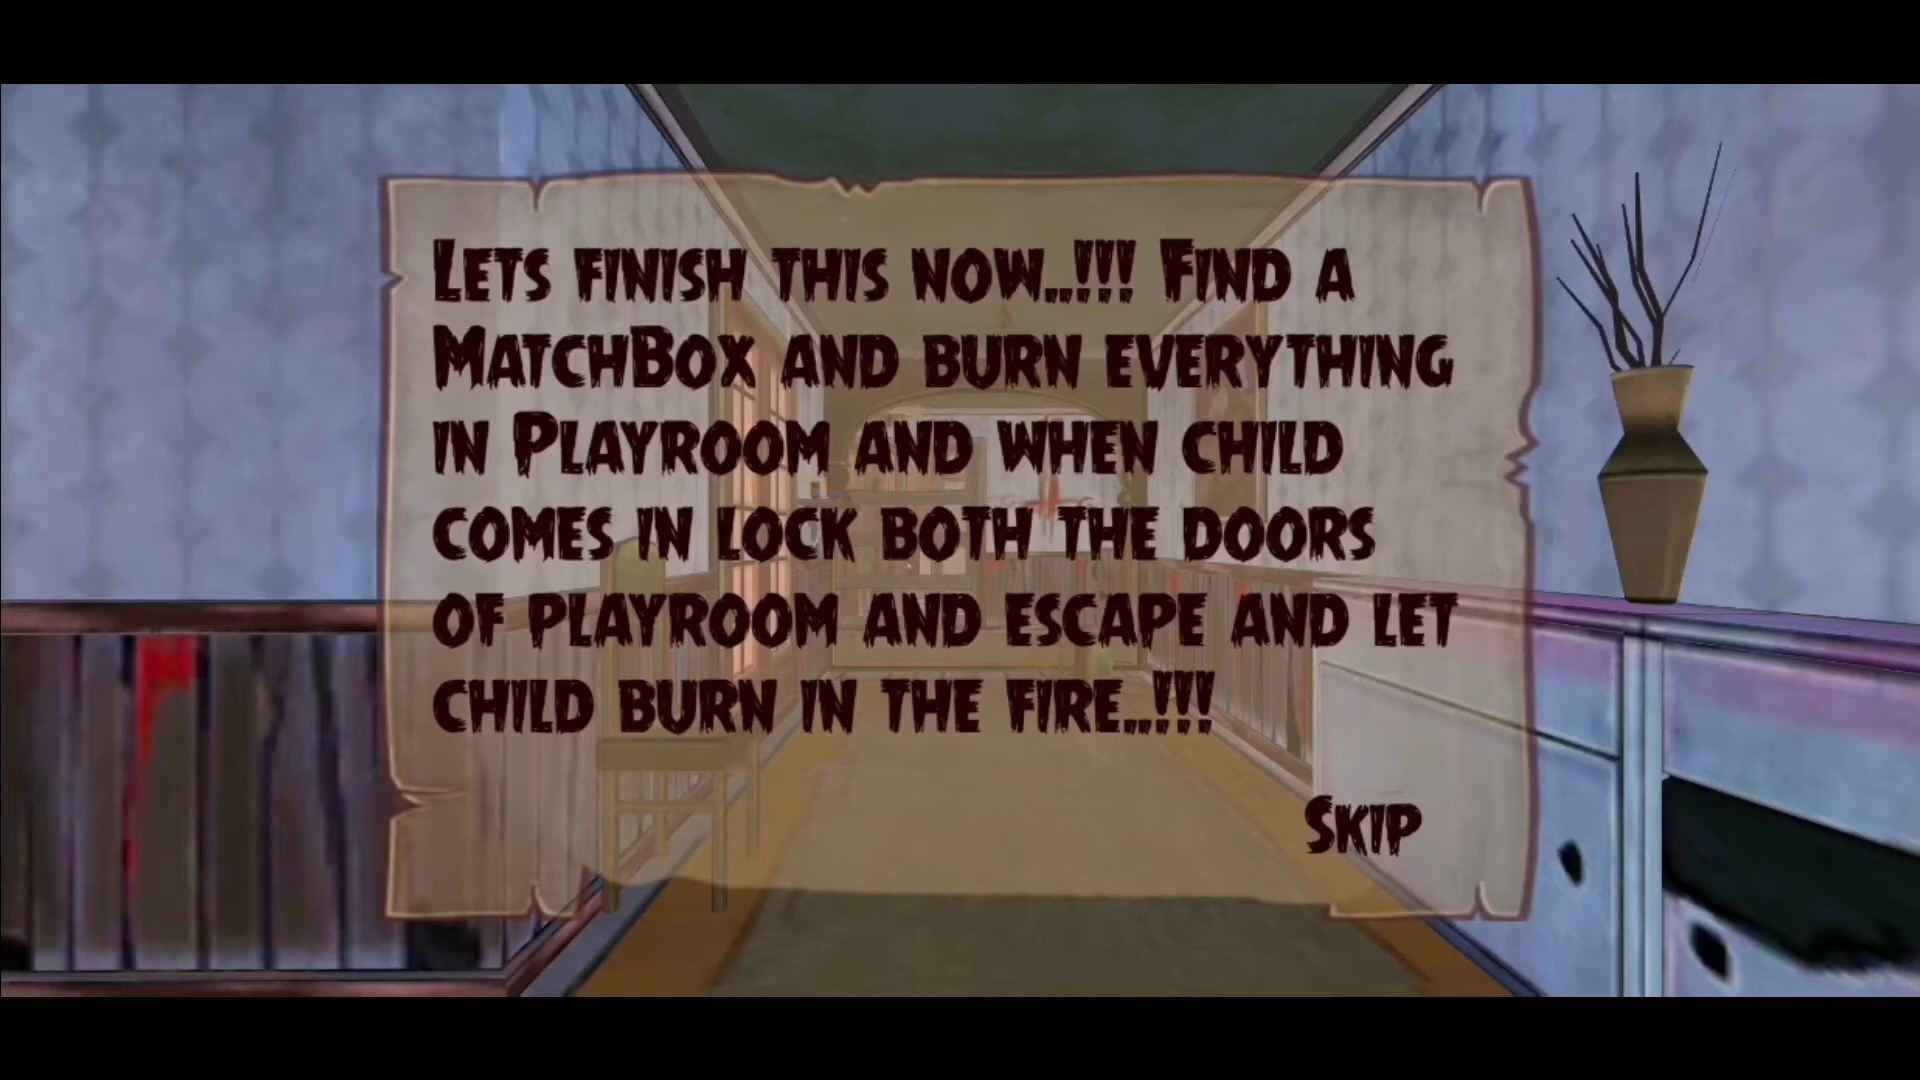 Lets finish this now..!!! Find a
MatchBox and burn everything
in Playroom and when child
comes in lock both the doors
of playroom and escape and let
child burn in the fire..!!!
Skip